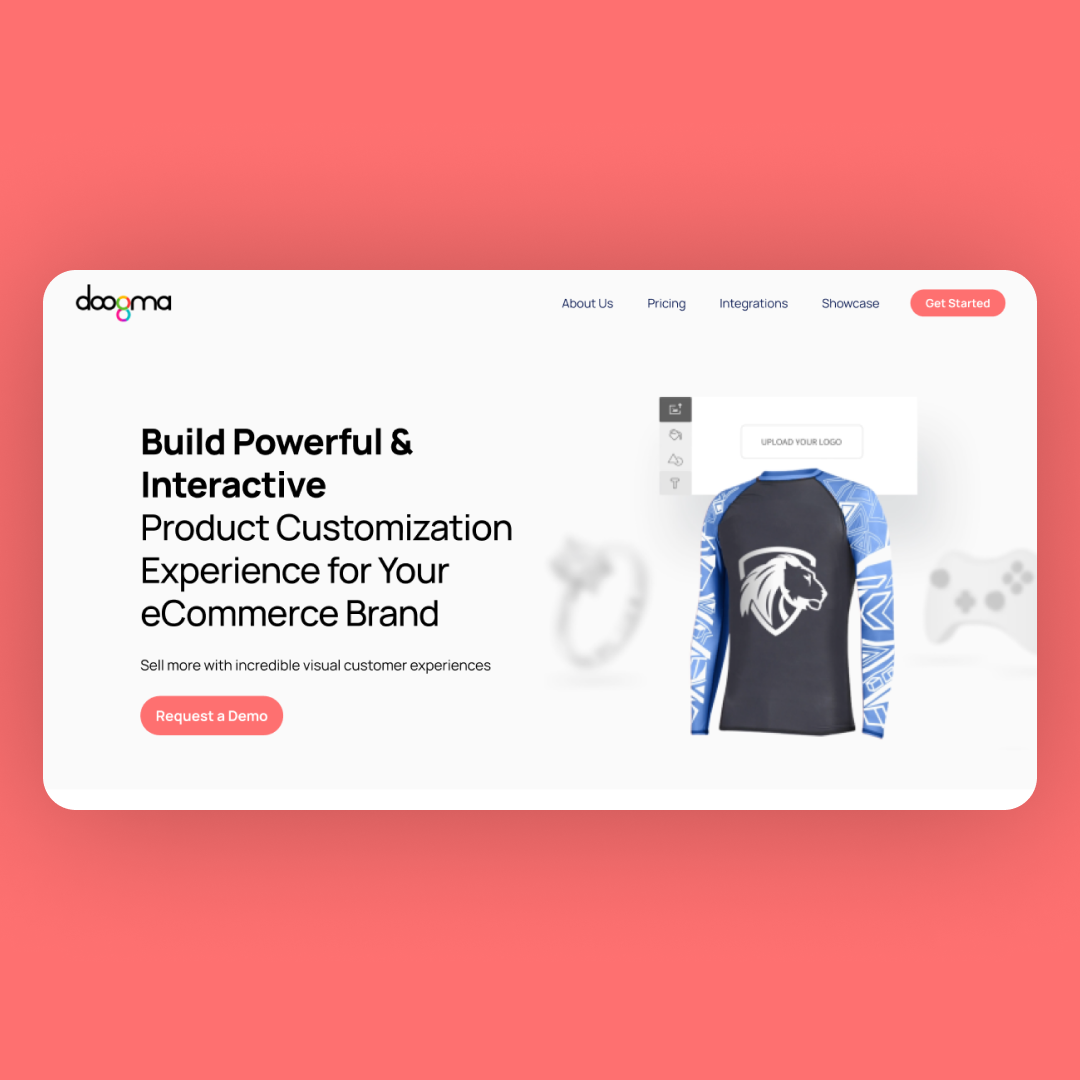 doogma
About Us
Pricing
Integrations
Showcase
Get Started
Build Powerful &
Interactive
Product Customization
Experience for Your
eCommerce Brand
Sell more with incredible visual customer experiences
Request a Demo
UPLOAD YOUR LOGO
T